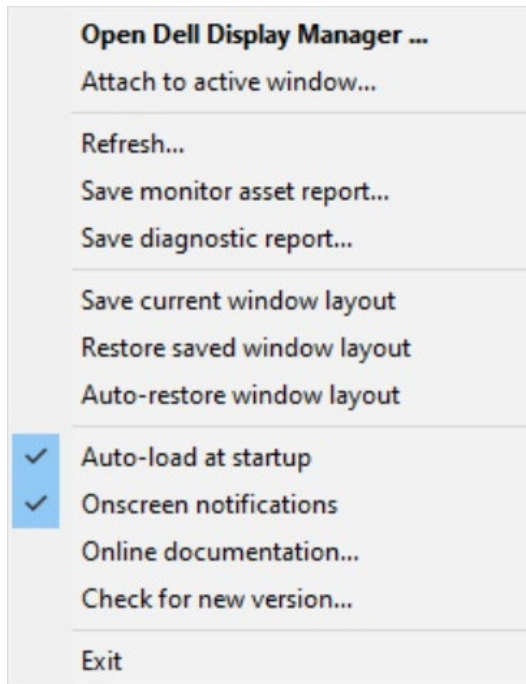 Open Dell Display Manager ...
Attach to active window...
Refresh...
Save monitor asset report...
Save diagnostic report...
Save current window layout
Restore saved window layout
Auto-restore window layout
Auto-load at startup
Onscreen notifications
Online documentation...
Check for new version...
Exit